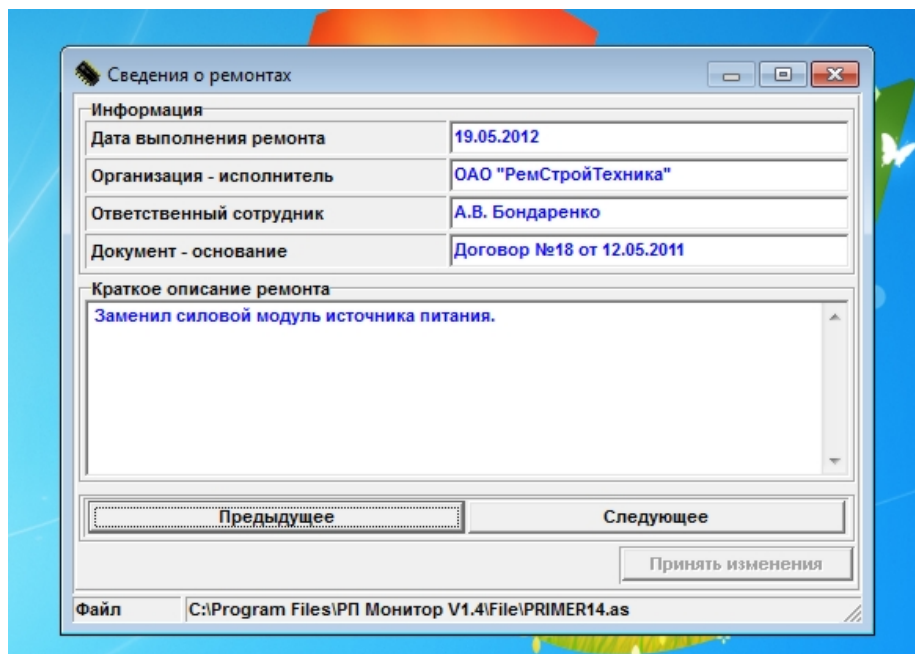 Сведения о ремонтах
Информация
Дата выполнения ремонта 19.05.2012
Организация - исполнитель ОАО "РемСтройТехника"
Ответственный сотрудник А.В. Бондаренко
Документ - основание Договор №18 от 12.05.2011
Краткое описание ремонта
Заменил силовой модуль источника питания.
Предыдущее Следующее
Принять изменения
Файл C:\Program Files\РП Монитор V1.4\File\PRIMER14.as